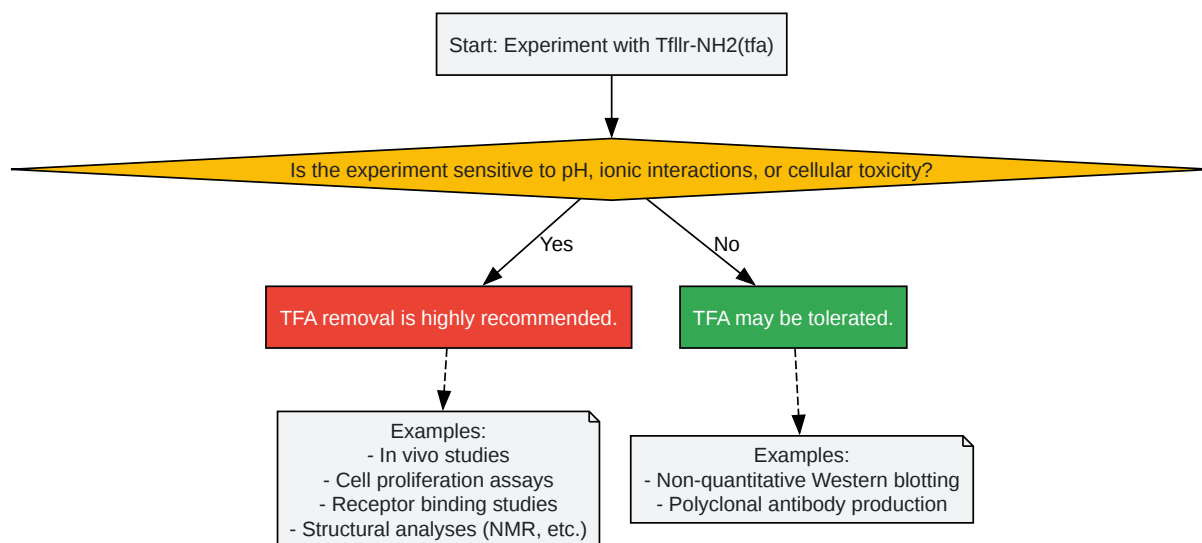 Start: Experiment with Tfllr-NH2(tfa)
Is the experiment sensitive to pH, ionic interactions, or cellular toxicity?
Yes
No
TFA removal is highly recommended.
TFA may be tolerated.
Examples:
- In vivo studies
- Cell proliferation assays
- Receptor binding studies
- Structural analyses (NMR, etc.)
Examples:
- Non-quantitative Western blotting
- Polyclonal antibody production